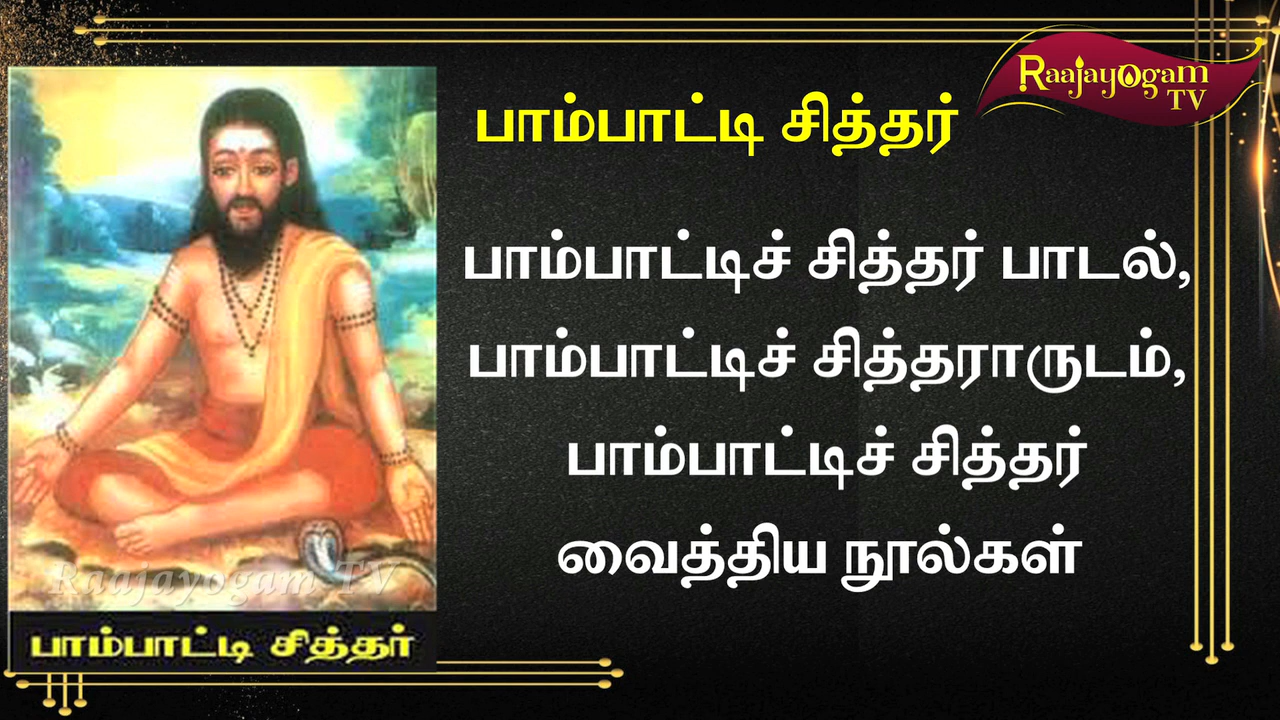 Raajayogam
TV
பாம்பாட்டி சித்தர்
பாம்பாட்டிச் சித்தர் பாடல்,
பாம்பாட்டிச் சித்தராருடம்,
பாம்பாட்டிச் சித்தர்
வைத்திய நூல்கள்
Raajayogam TV
பாம்பாட்டி சித்தர்